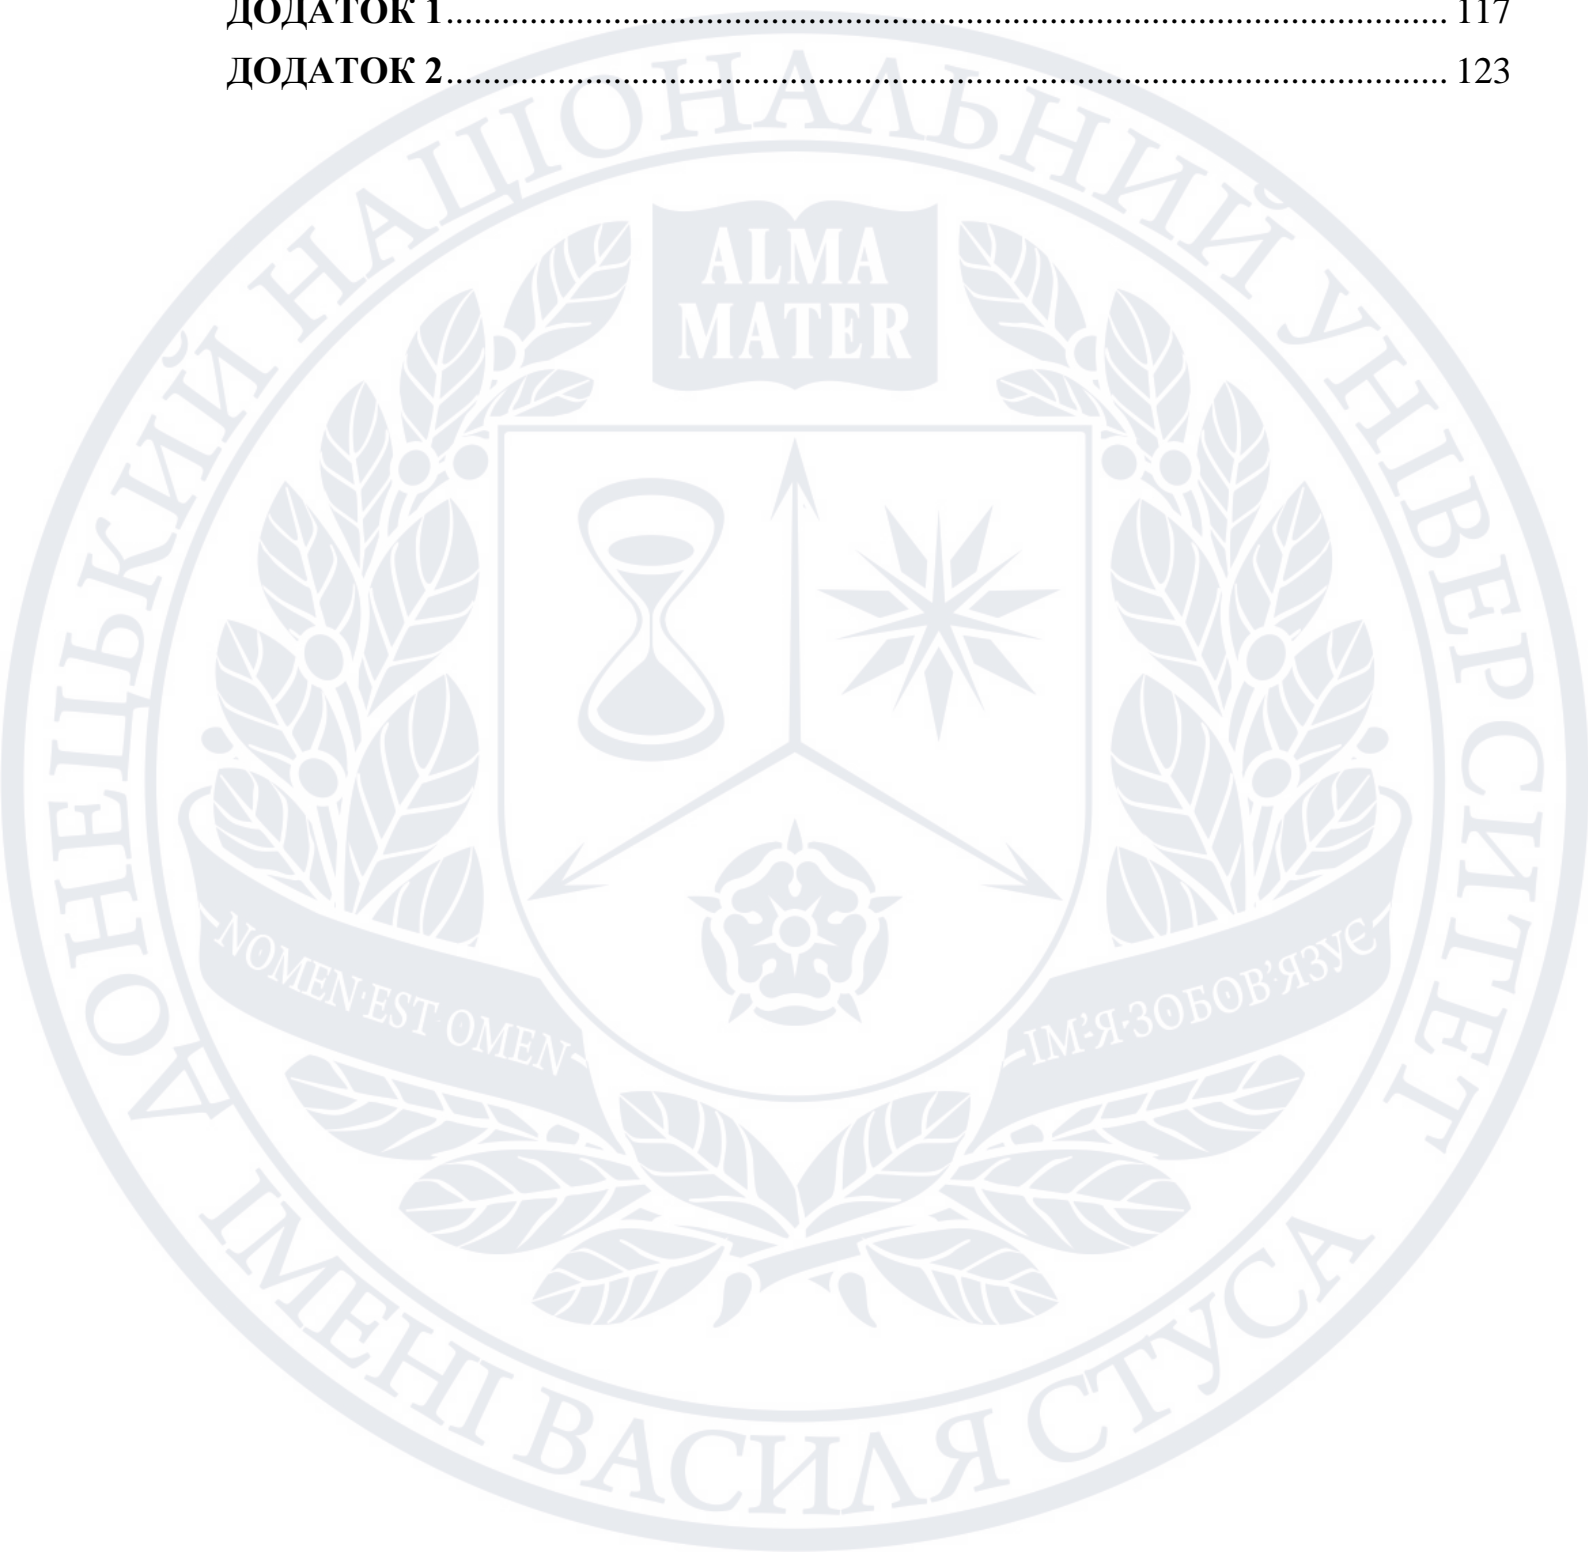 ДОДАТОК 1 ........................................................................................................ 117
ДОДАТОК 2 ........................................................................................................ 123
ДОНЕЦЬКИЙ НАЦІОНАЛЬНИЙ УНІВЕРСИТЕТ
ALMA
MATER
NOMEN·EST·OMEN
ІМ'Я·ЗОБОВ'ЯЗУЄ
ІМЕНІ ВАСИЛЯ СТУСА